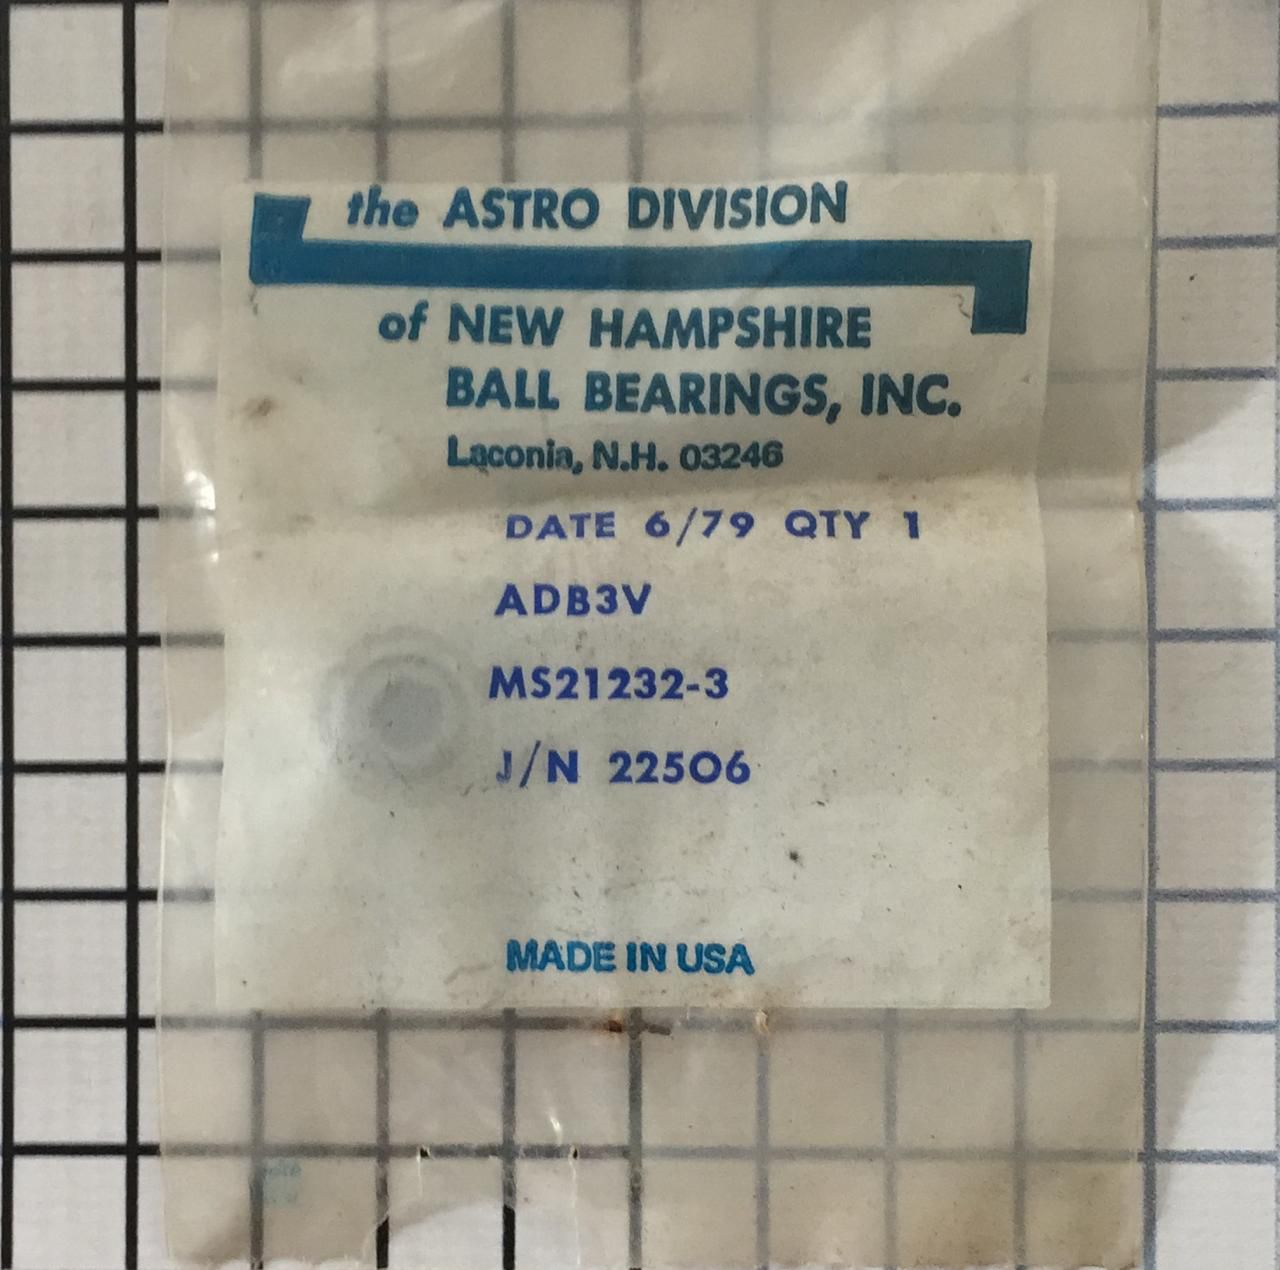 the ASTRO DIVISION
of NEW HAMPSHIRE
BALL BEARINGS, INC.
Laconia, N.H. 03246
DATE 6/79 QTY 1
ADB3V
MS21232-3
J/N 22506
MADE IN USA